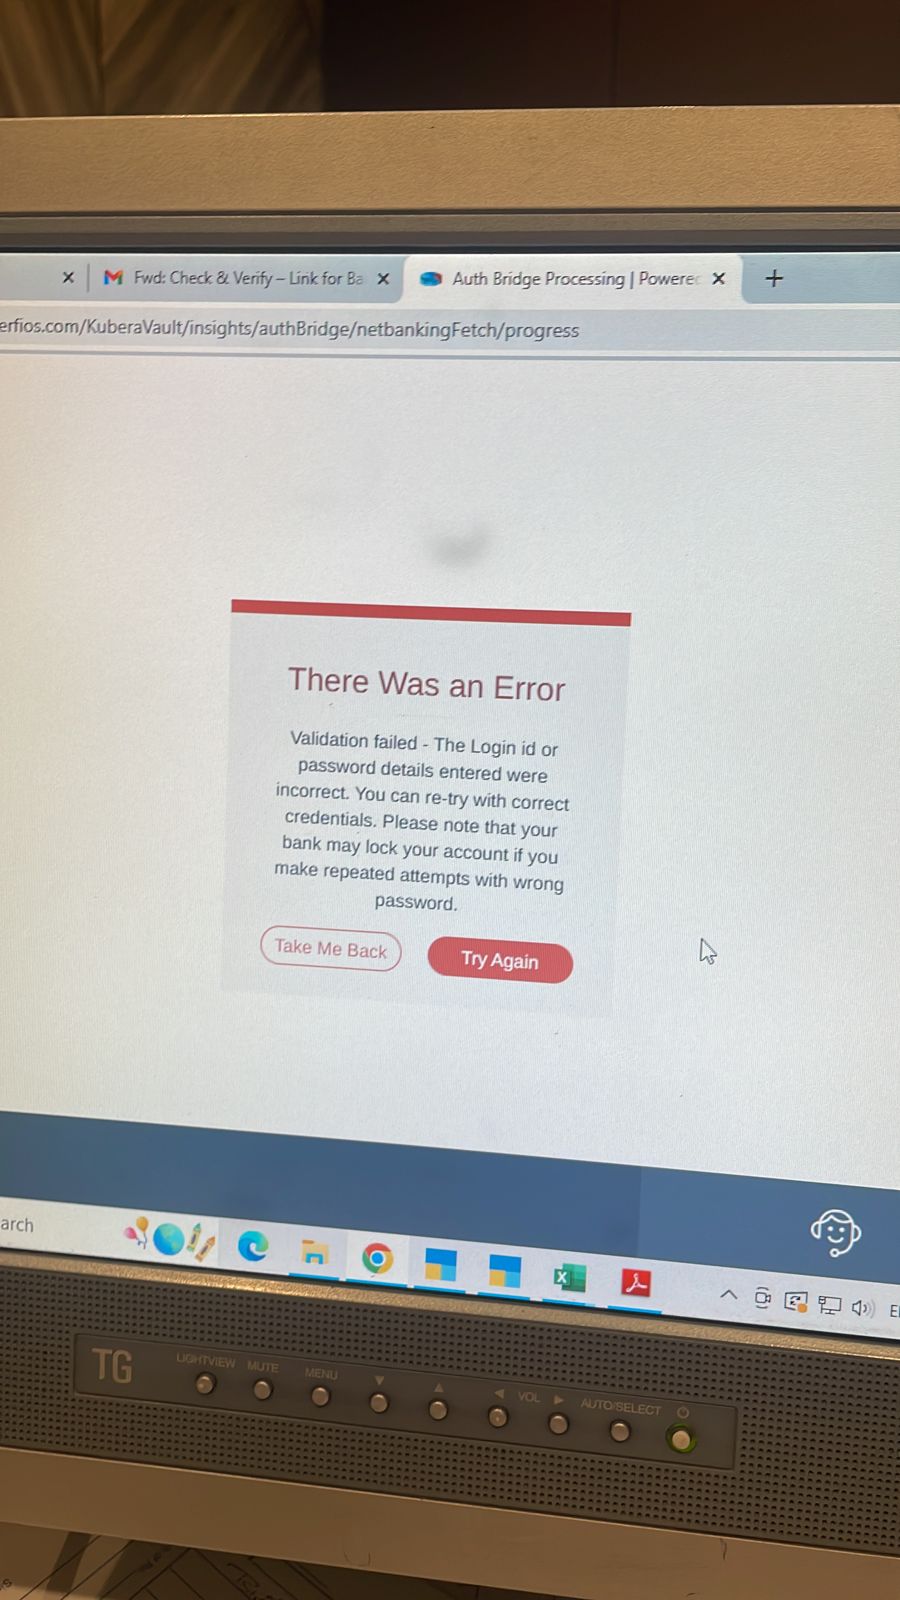 Fwd: Check & Verify – Link for Ba
Auth Bridge Processing | Powered
erfios.com/KuberaVault/insights/authBridge/netbankingFetch/progress
There Was an Error
Validation failed - The Login id or
password details entered were
incorrect. You can re-try with correct
credentials. Please note that your
bank may lock your account if you
make repeated attempts with wrong
password.
Take Me Back
Try Again
arch
TG
LIGHTVIEW MUTE MENU VOL AUTO/SELECT